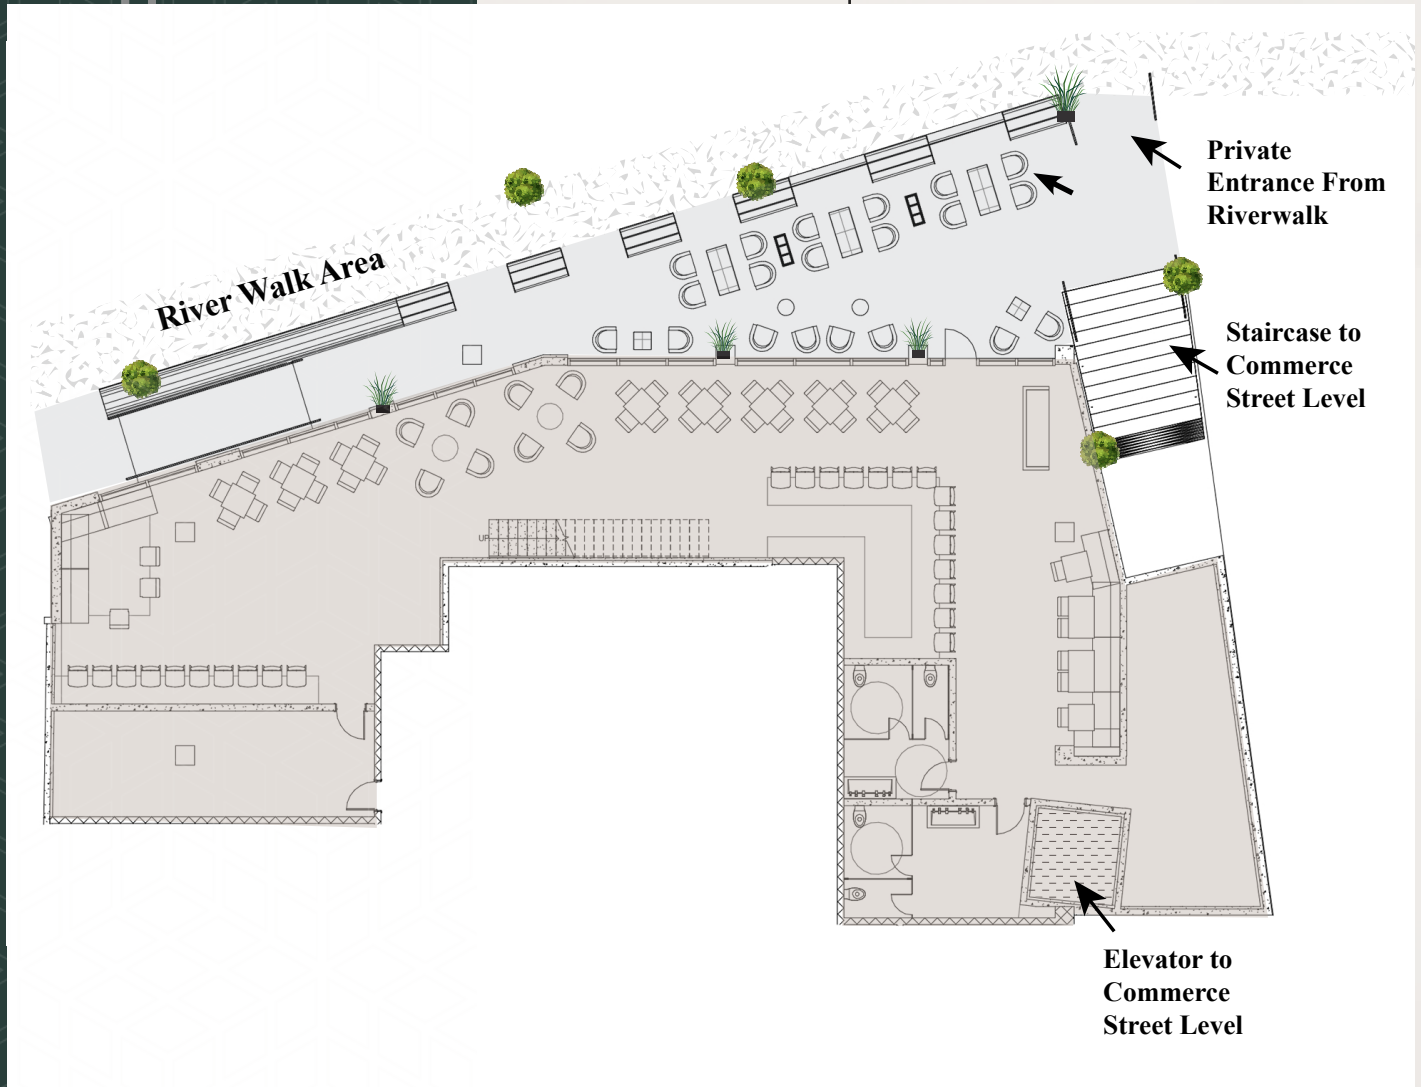 Private
Entrance From
Riverwalk
River Walk Area
Staircase to
Commerce
Street Level
UP
Elevator to
Commerce
Street Level